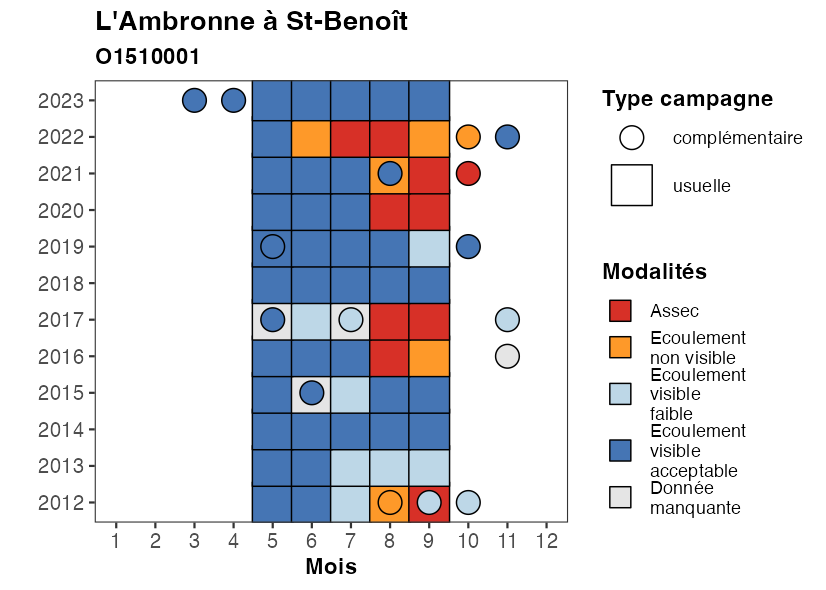 L'Ambronne à St-Benoît
O1510001
2023
2022
2021
2020
2019
2018
2017
2016
2015
2014
2013
2012
1 2 3 4 5 6 7 8 9 10 11 12
Mois
Type campagne
complémentaire
usuelle
Modalités
Assec
Ecoulement
non visible
Ecoulement
visible
faible
Ecoulement
visible
acceptable
Donnée
manquante